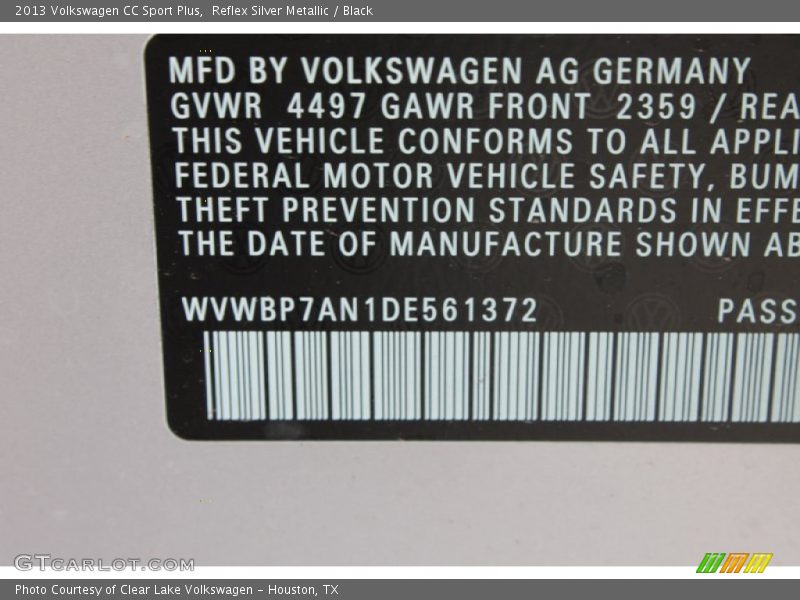 2013 Volkswagen CC Sport Plus,  Reflex Silver Metallic / Black
MFD BY VOLKSWAGEN AG GERMANY
GVWR 4497 GAWR FRONT 2359 / REA
THIS VEHICLE CONFORMS TO ALL APPLI
FEDERAL MOTOR VEHICLE SAFETY, BUM
THEFT PREVENTION STANDARDS IN EFFE
THE DATE OF MANUFACTURE SHOWN AB
WVWBP7AN1DE561372 PASS
GTCARLOT.COM
Photo Courtesy of Clear Lake Volkswagen – Houston, TX